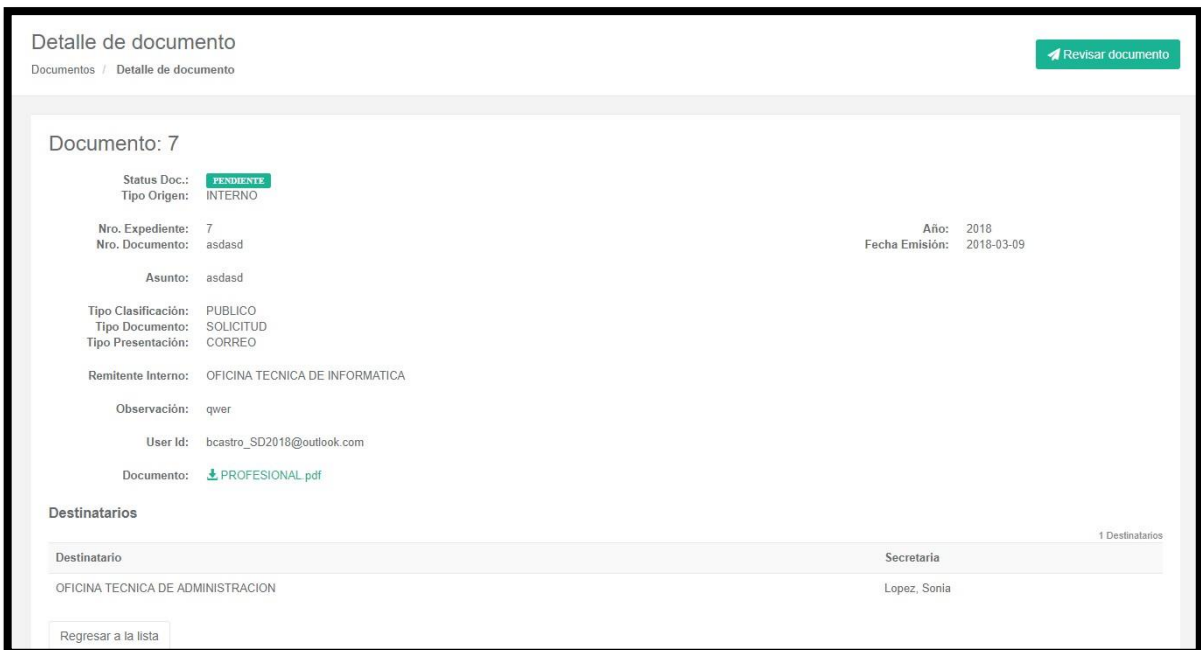 Detalle de documento
Revisar documento
Documentos / Detalle de documento
Documento: 7
Status Doc.: PENDIENTE
Tipo Origen: INTERNO
Nro. Expediente: 7 Año: 2018
Nro. Documento: asdasd Fecha Emisión: 2018-03-09
Asunto: asdasd
Tipo Clasificación: PUBLICO
Tipo Documento: SOLICITUD
Tipo Presentación: CORREO
Remitente Interno: OFICINA TECNICA DE INFORMATICA
Observación: qwer
User Id: bcastro_SD2018@outlook.com
Documento: PROFESIONAL.pdf
Destinatarios
1 Destinatarios
Destinatario Secretaria
OFICINA TECNICA DE ADMINISTRACION Lopez, Sonia
Regresar a la lista